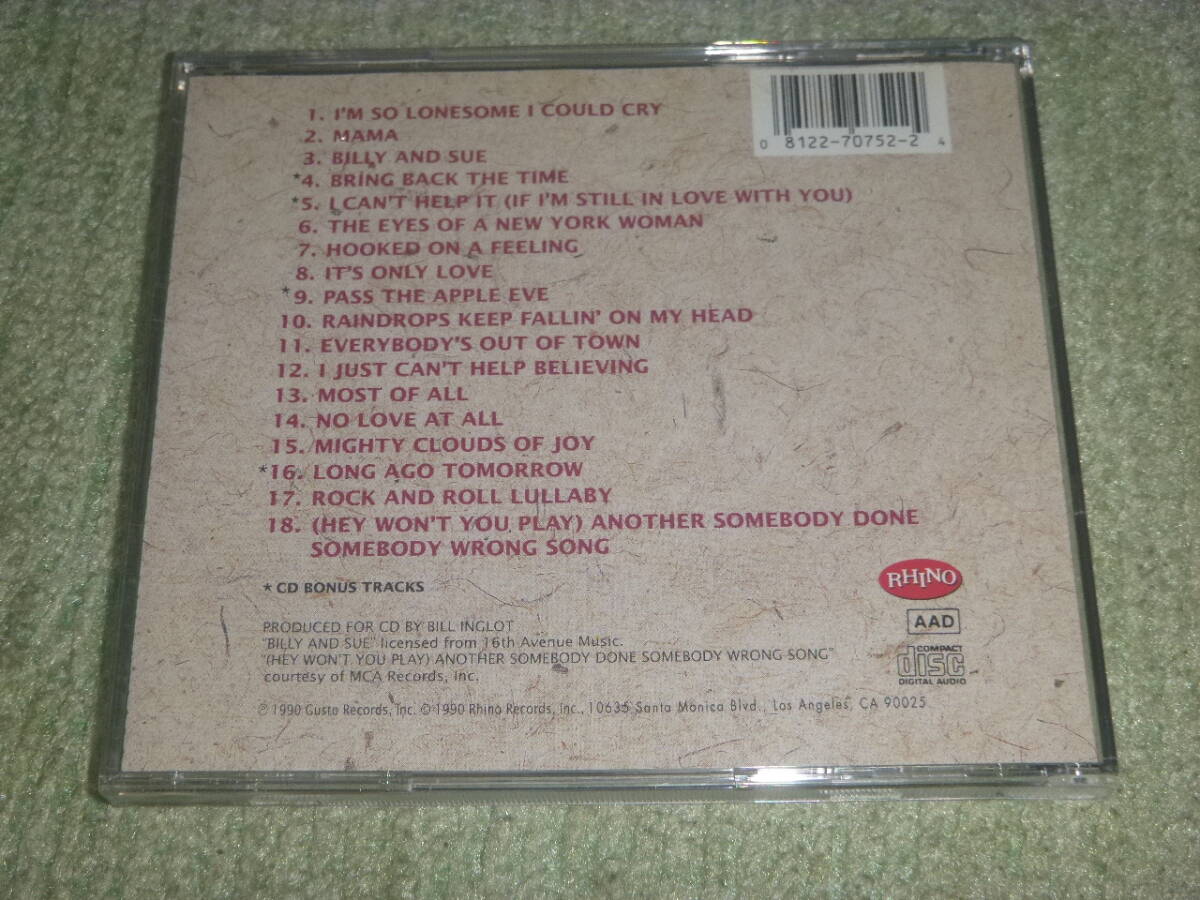 0 8122-70752-2 4
1. I'M SO LONESOME I COULD CRY
2. MAMA
3. BILLY AND SUE
*4. BRING BACK THE TIME
*5. I CAN'T HELP IT (IF I'M STILL IN LOVE WITH YOU)
6. THE EYES OF A NEW YORK WOMAN
7. HOOKED ON A FEELING
8. IT'S ONLY LOVE
*9. PASS THE APPLE EVE
10. RAINDROPS KEEP FALLIN' ON MY HEAD
11. EVERYBODY'S OUT OF TOWN
12. I JUST CAN'T HELP BELIEVING
13. MOST OF ALL
14. NO LOVE AT ALL
15. MIGHTY CLOUDS OF JOY
*16. LONG AGO TOMORROW
17. ROCK AND ROLL LULLABY
18. (HEY WON'T YOU PLAY) ANOTHER SOMEBODY DONE
SOMEBODY WRONG SONG
* CD BONUS TRACKS
RHINO
AAD
COMPACT
disc
DIGITAL AUDIO
PRODUCED FOR CD BY BILL INGLOT
"BILLY AND SUE" licensed from 16th Avenue Music.
"(HEY WON'T YOU PLAY) ANOTHER SOMEBODY DONE SOMEBODY WRONG SONG"
courtesy of MCA Records, Inc.
℗ 1990 Gusto Records, Inc. © 1990 Rhino Records, Inc., 10635 Santa Monica Blvd., Los Angeles, CA 90025